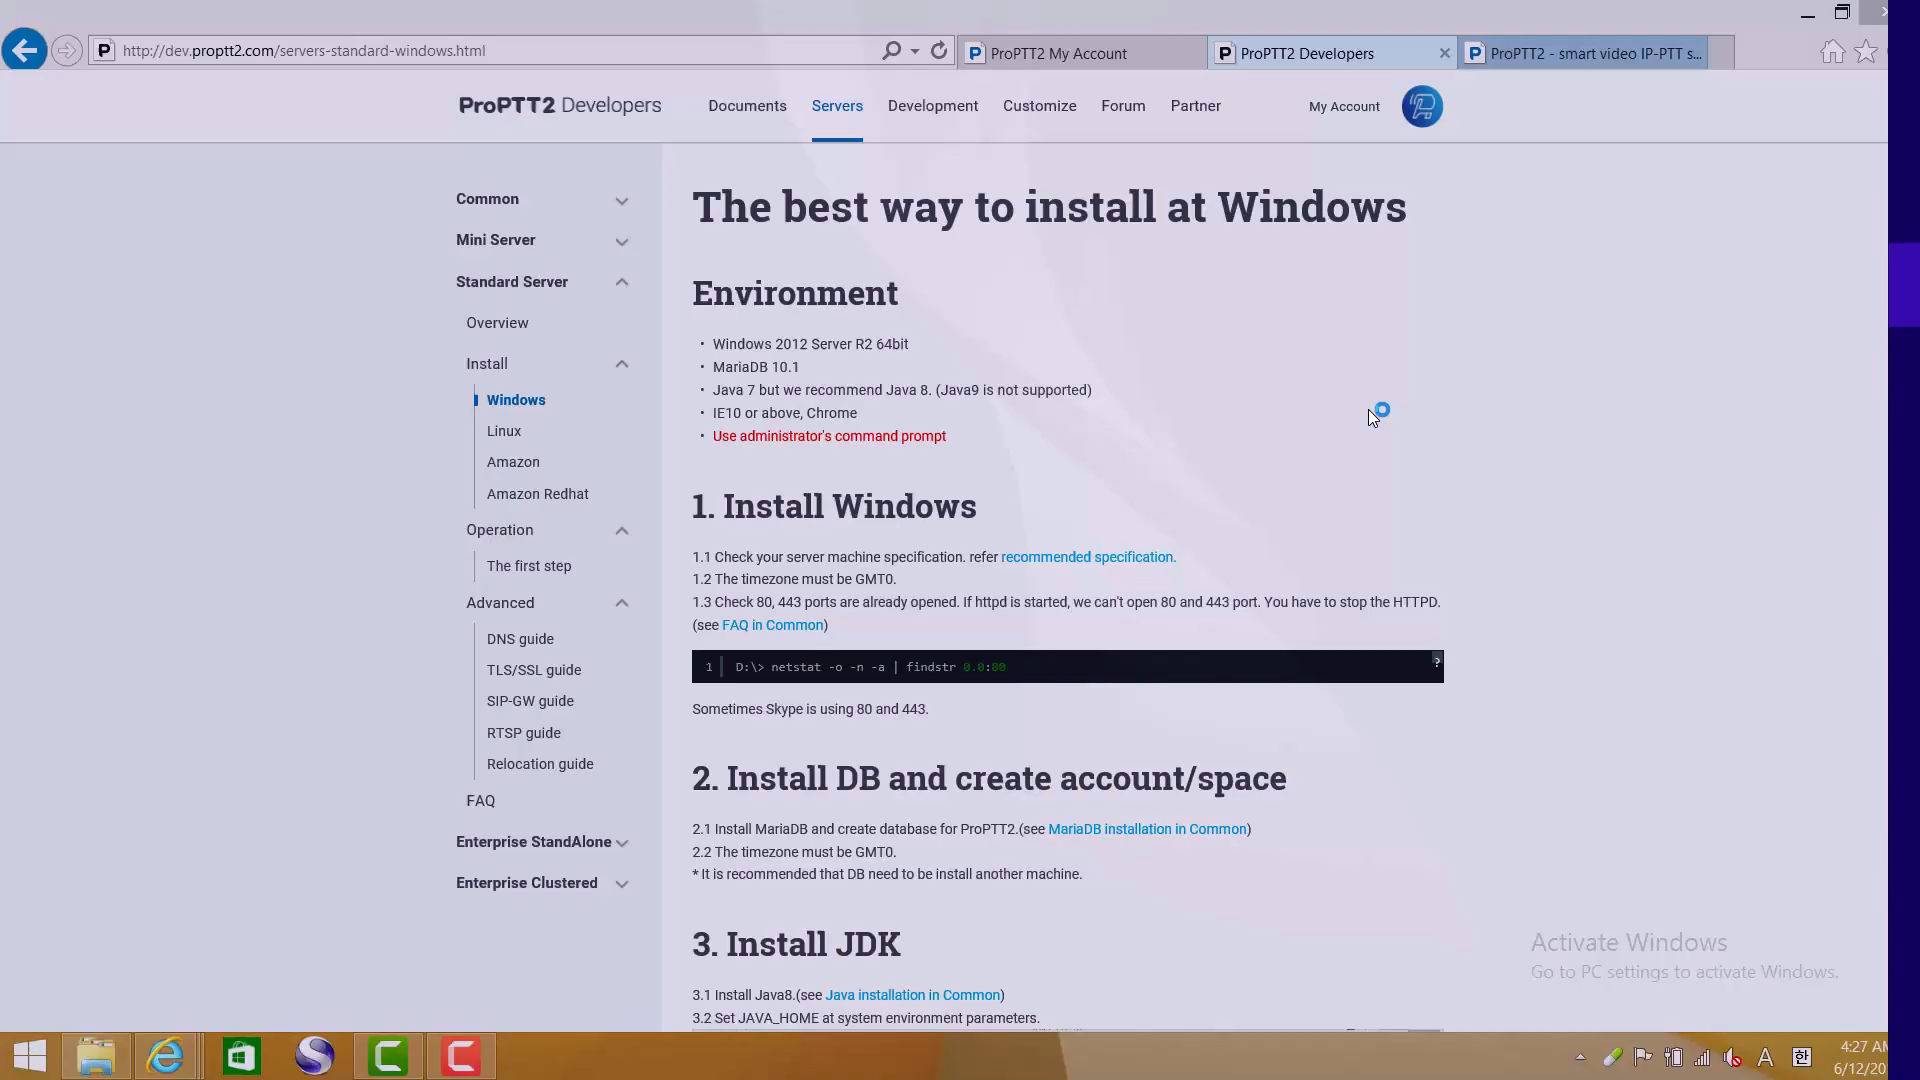 http://dev.proptt2.com/servers-standard-windows.html
ProPTT2 My Account
ProPTT2 Developers
ProPTT2 - smart video IP-PTT s...
ProPTT2 Developers
Documents
Servers
Development
Customize
Forum
Partner
My Account
Common
Mini Server
Standard Server
Overview
Install
Windows
Linux
Amazon
Amazon Redhat
Operation
The first step
Advanced
DNS guide
TLS/SSL guide
SIP-GW guide
RTSP guide
Relocation guide
FAQ
Enterprise StandAlone
Enterprise Clustered
The best way to install at Windows
Environment
• Windows 2012 Server R2 64bit
• MariaDB 10.1
• Java 7 but we recommend Java 8. (Java9 is not supported)
• IE10 or above, Chrome
• Use administrator's command prompt
1. Install Windows
1.1 Check your server machine specification. refer recommended specification.
1.2 The timezone must be GMT0.
1.3 Check 80, 443 ports are already opened. If httpd is started, we can't open 80 and 443 port. You have to stop the HTTPD.
(see FAQ in Common)
1 D:\> netstat -o -n -a | findstr 0.0:80
?
Sometimes Skype is using 80 and 443.
2. Install DB and create account/space
2.1 Install MariaDB and create database for ProPTT2.(see MariaDB installation in Common)
2.2 The timezone must be GMT0.
* It is recommended that DB need to be install another machine.
3. Install JDK
3.1 Install Java8.(see Java installation in Common)
3.2 Set JAVA_HOME at system environment parameters.
Activate Windows
Go to PC settings to activate Windows.
A
한
4:27 AM
6/12/20